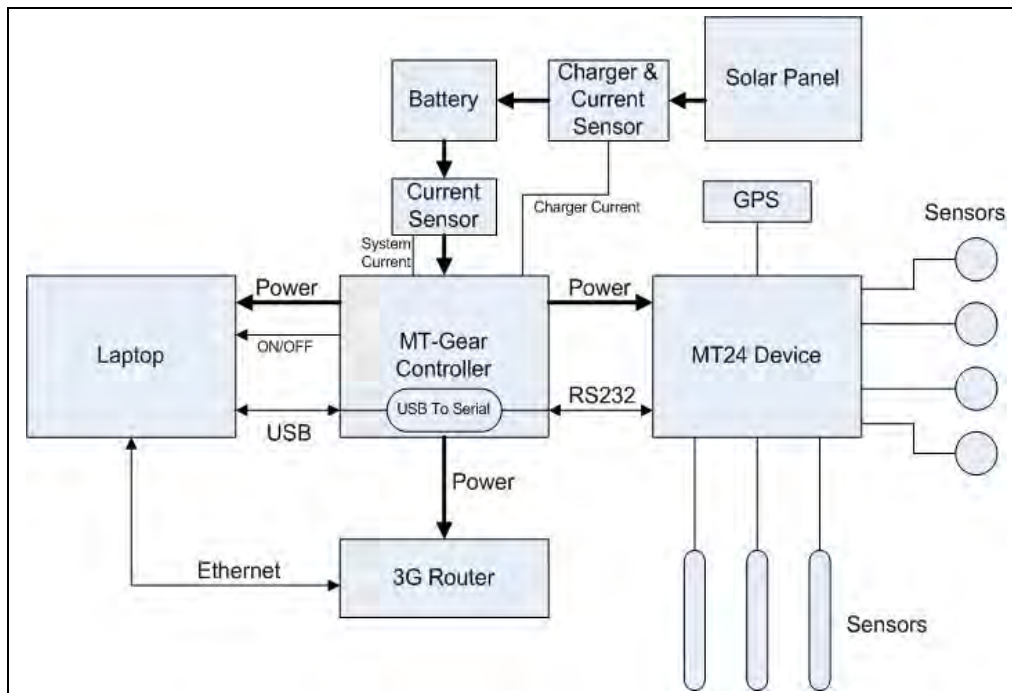 Solar Panel
Charger &
Current
Sensor
Battery
Current
Sensor
Charger Current
GPS
Sensors
System
Current
Power
Power
Laptop
ON/OFF
MT-Gear
Controller
MT24 Device
USB To Serial
RS232
USB
Power
Ethernet
3G Router
Sensors